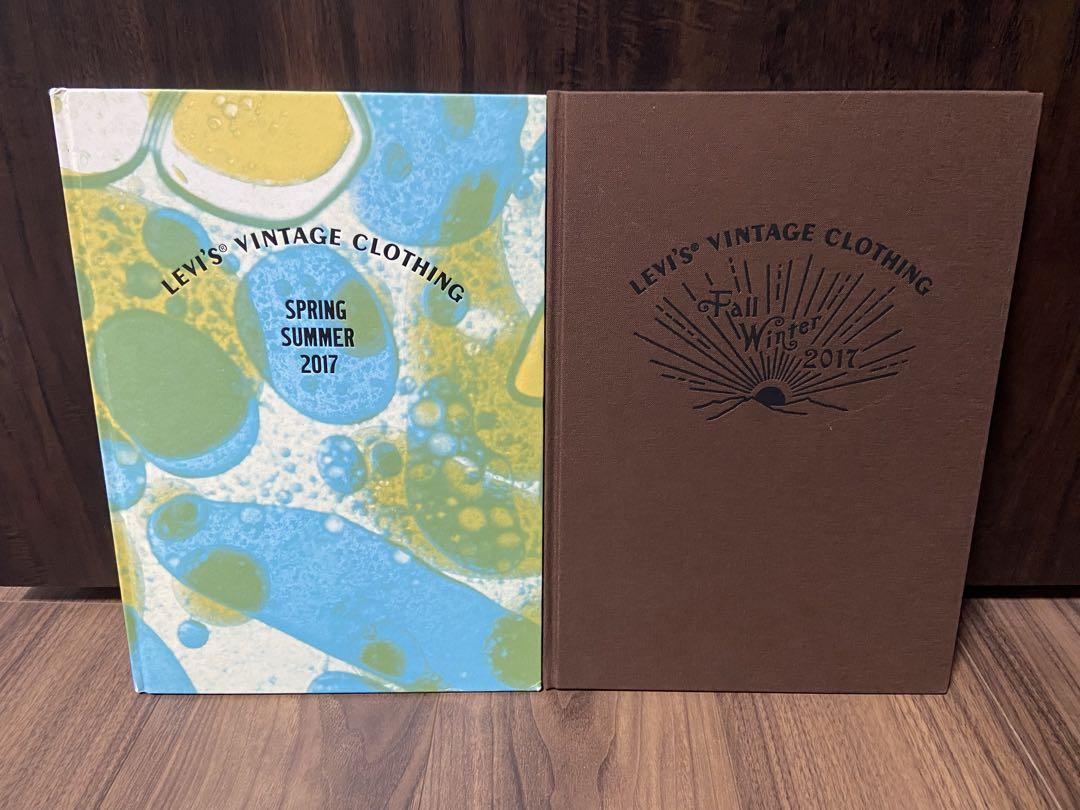 LEVI'S® VINTAGE CLOTHING
SPRING
SUMMER
2017
LEVI'S® VINTAGE CLOTHING
Fall
Winter
2017